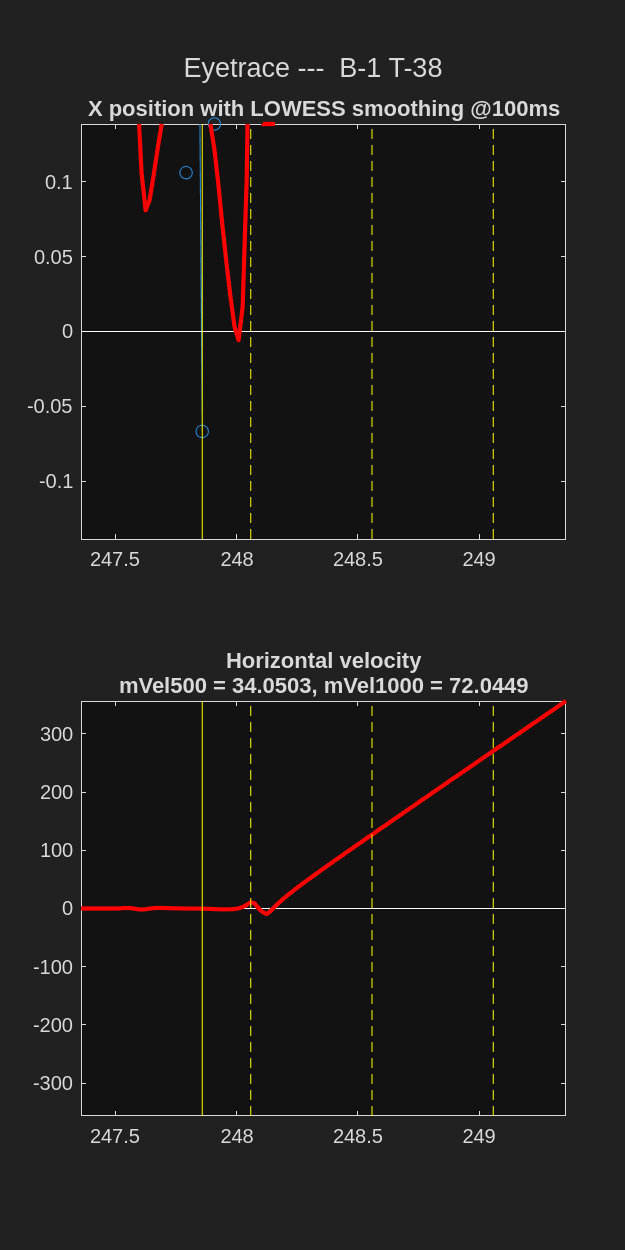 Eyetrace ---  B-1 T-38
X position with LOWESS smoothing @100ms
0.1
0.05
0
-0.05
-0.1
247.5 248 248.5 249
Horizontal velocity
mVel500 = 34.0503, mVel1000 = 72.0449
300
200
100
0
-100
-200
-300
247.5 248 248.5 249